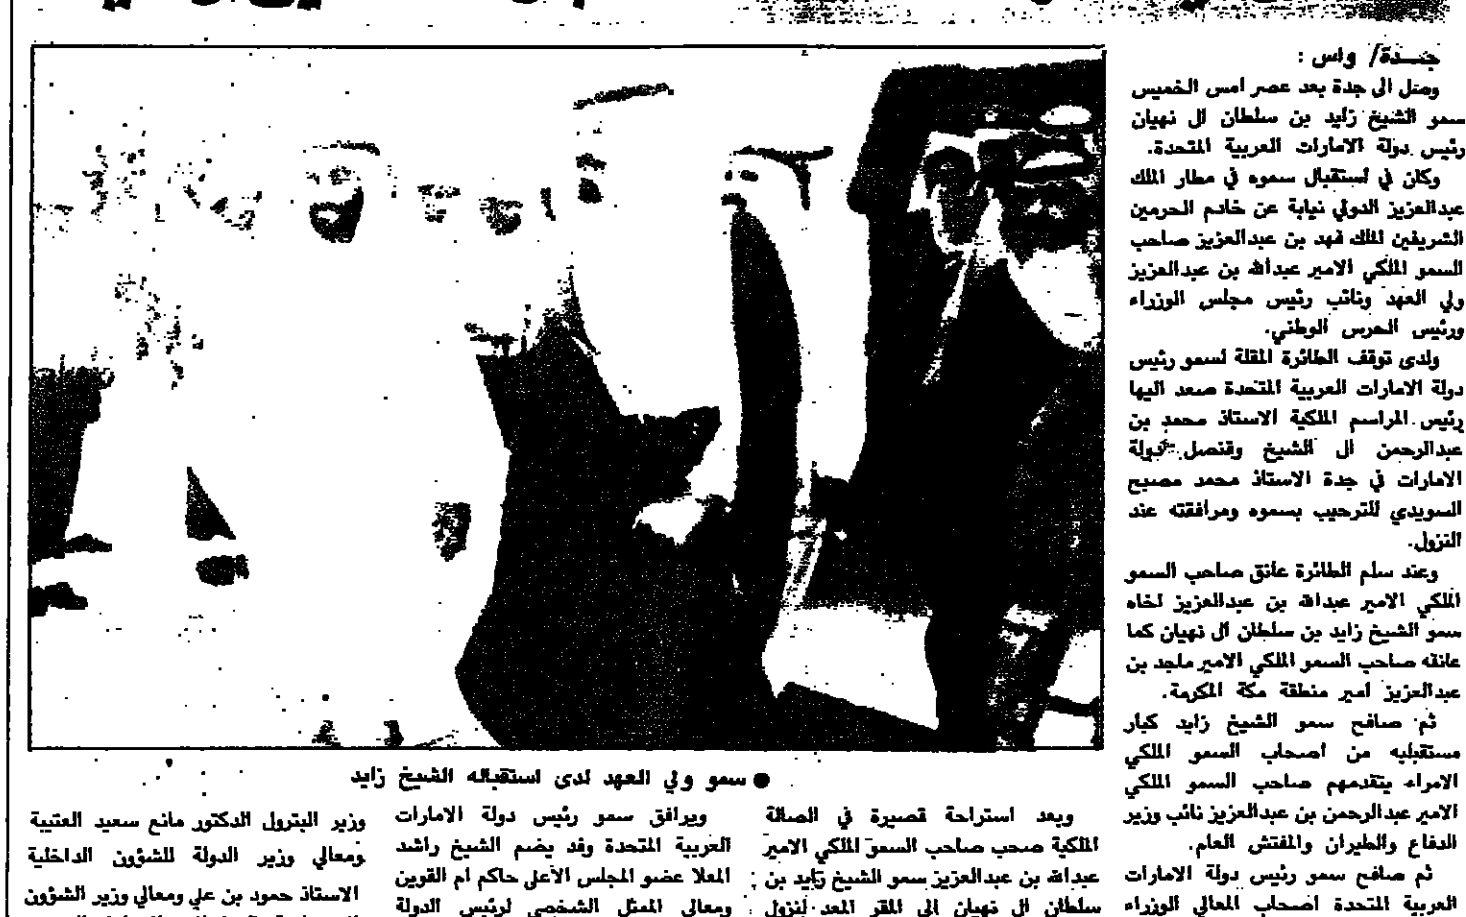 جـــدة/ واس :
وصل الى جدة بعد عصر امس الخميس
سمو الشيخ زايد بن سلطان ال نهيان
رئيس دولة الامارات العربية المتحدة.
وكان في استقبال سموه في مطار الملك
عبدالعزيز الدولي نيابة عن خادم الحرمين
الشريفين الملك فهد بن عبدالعزيز صاحب
السمو الملكي الامير عبدالله بن عبدالعزيز
ولي العهد ونائب رئيس مجلس الوزراء
ورئيس الحرس الوطني.
ولدى توقف الطائرة المقلة لسمو رئيس
دولة الامارات العربية المتحدة صعد اليها
رئيس المراسم الملكية الاستاذ محمد بن
عبدالرحمن ال الشيخ وقنصل دولة
الامارات في جدة الاستاذ محمد مصبح
السويدي للترحيب بسموه ومرافقته عند
النزول.
وعند سلم الطائرة عانق صاحب السمو
الملكي الامير عبدالله بن عبدالعزيز اخاه
سمو الشيخ زايد بن سلطان ال نهيان كما
عانقه صاحب السمو الملكي الامير ماجد بن
عبدالعزيز امير منطقة مكة المكرمة.
ثم صافح سمو الشيخ زايد كبار
مستقبليه من اصحاب السمو الملكي
الامراء يتقدمهم صاحب السمو الملكي
الامير عبدالرحمن بن عبدالعزيز نائب وزير
الدفاع والطيران والمفتش العام.
ثم صافح سمو رئيس دولة الامارات
العربية المتحدة اصحاب المعالي الوزراء
● سمو ولي العهد لدى استقباله الشيخ زايد
وبعد استراحة قصيرة في الصالة
الملكية صحب صاحب السمو الملكي الامير
عبدالله بن عبدالعزيز سمو الشيخ زايد بن
سلطان ال نهيان الى المقر المعد لنزول
ويرافق سمو رئيس دولة الامارات
العربية المتحدة وفد يضم الشيخ راشد
المعلا عضو المجلس الأعلى حاكم ام القوين
ومعالي الممثل الشخصي لرئيس الدولة
وزير البترول الدكتور مانع سعيد العتيبة
ومعالي وزير الدولة للشؤون الداخلية
الاستاذ حمود بن علي ومعالي وزير الشؤون